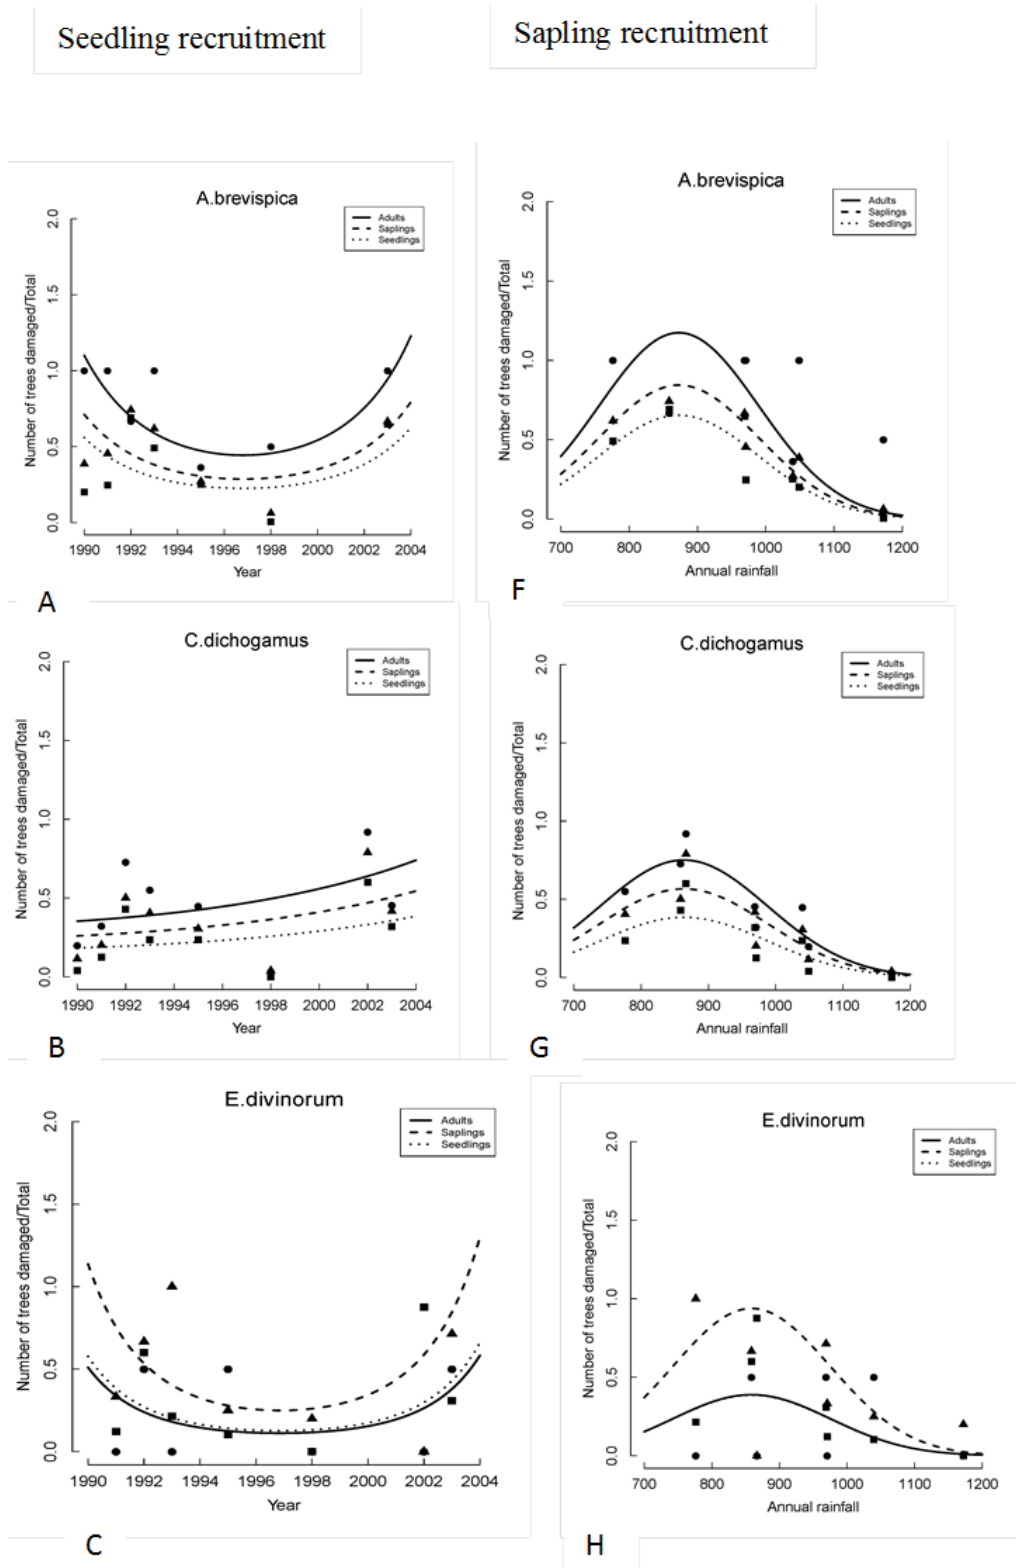 Seedling recruitment
Sapling recruitment
A.brevispica
Adults
Saplings
Seedlings
Number of trees damaged/Total
0.0 0.5 1.0 1.5 2.0
1990 1992 1994 1996 1998 2000 2002 2004
Year
A
A.brevispica
Adults
Saplings
Seedlings
Number of trees damaged/Total
0.0 0.5 1.0 1.5 2.0
700 800 900 1000 1100 1200
Annual rainfall
F
C.dichogamus
Adults
Saplings
Seedlings
Number of trees damaged/Total
0.0 0.5 1.0 1.5 2.0
1990 1992 1994 1996 1998 2000 2002 2004
Year
B
C.dichogamus
Adults
Saplings
Seedlings
Number of trees damaged/Total
0.0 0.5 1.0 1.5 2.0
700 800 900 1000 1100 1200
Annual rainfall
G
E.divinorum
Adults
Saplings
Seedlings
Number of trees damaged/Total
0.0 0.5 1.0 1.5 2.0
1990 1992 1994 1996 1998 2000 2002 2004
Year
C
E.divinorum
Adults
Saplings
Seedlings
Number of trees damaged/Total
0.0 0.5 1.0 1.5 2.0
700 800 900 1000 1100 1200
Annual rainfall
H